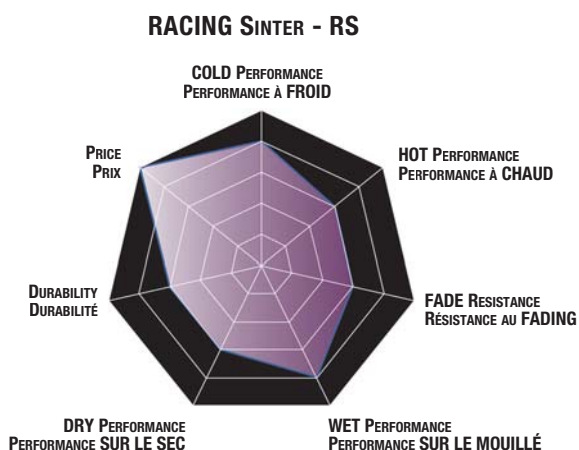 RACING SINTER - RS
COLD PERFORMANCE
PERFORMANCE À FROID
PRICE
PRIX
HOT PERFORMANCE
PERFORMANCE À CHAUD
DURABILITY
DURABILITÉ
FADE RESISTANCE
RÉSISTANCE AU FADING
DRY PERFORMANCE
PERFORMANCE SUR LE SEC
WET PERFORMANCE
PERFORMANCE SUR LE MOUILLÉ